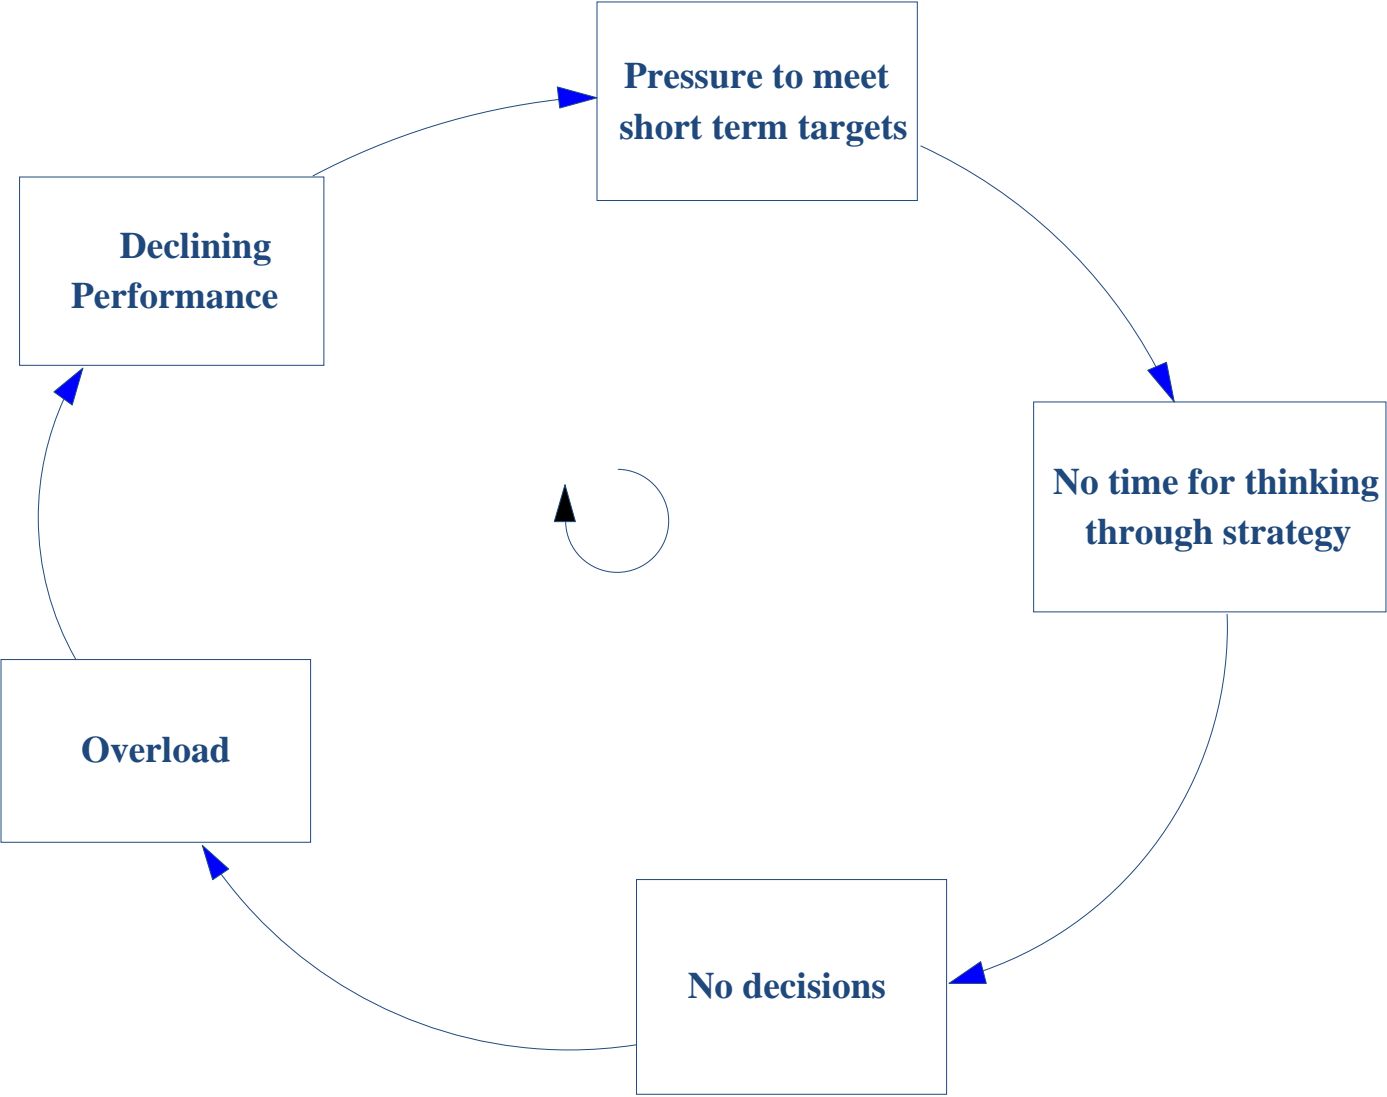 Pressure to meet
short term targets
Declining
Performance
No time for thinking
through strategy
Overload
No decisions